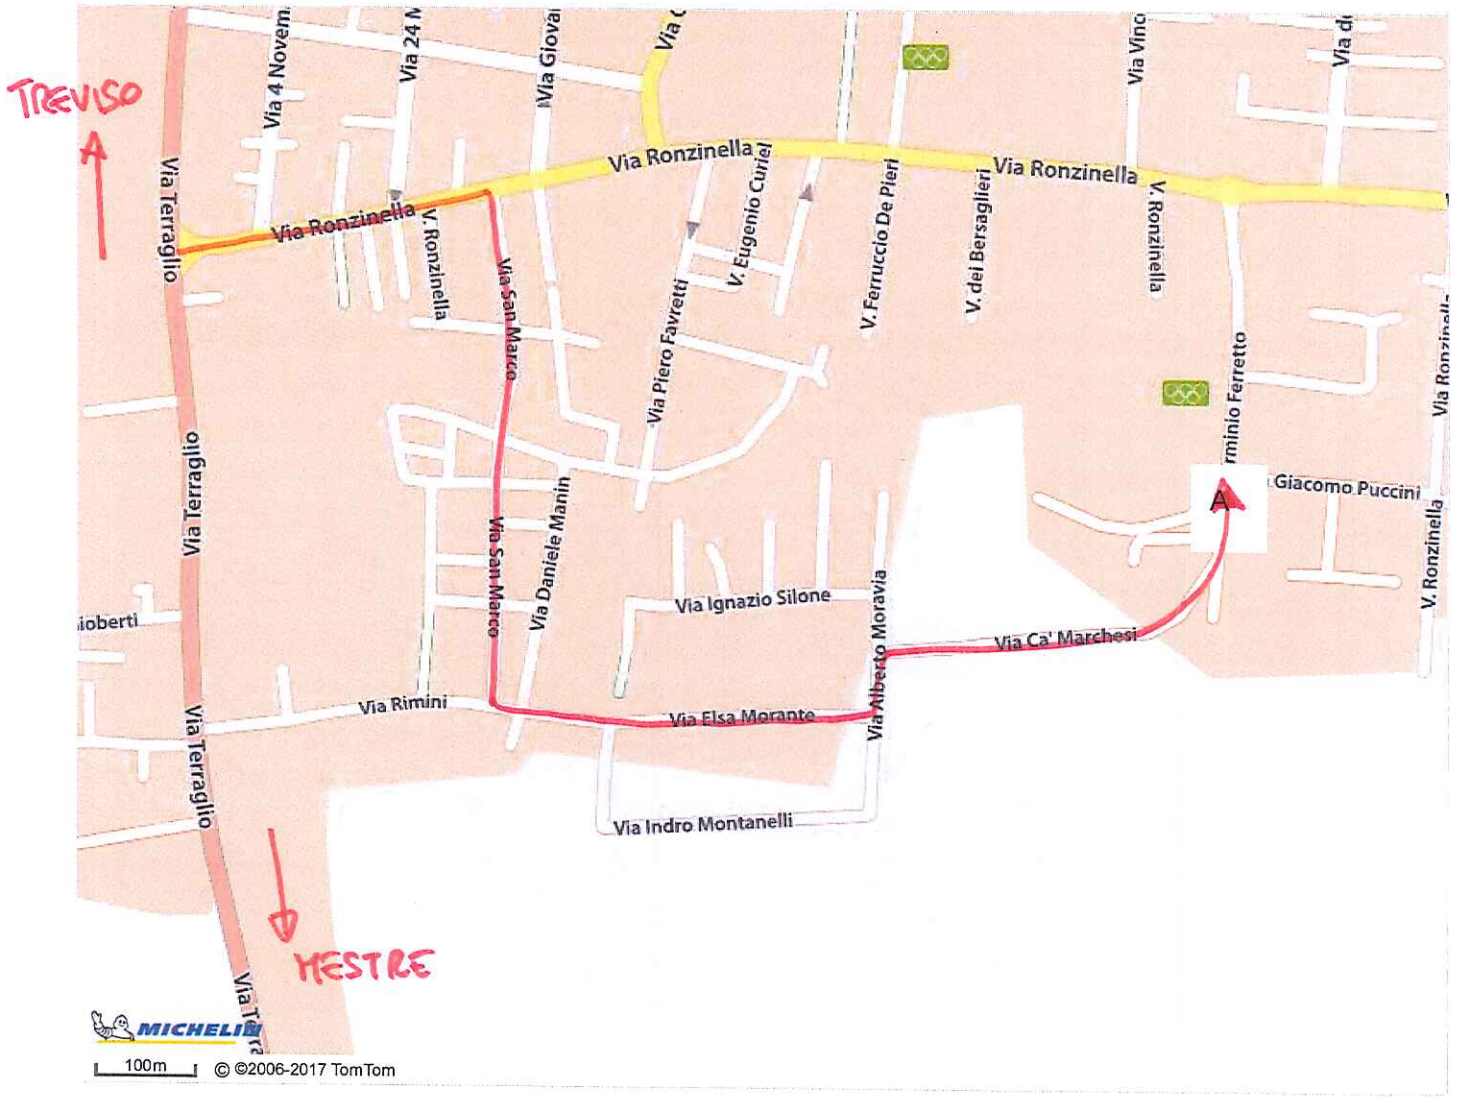 TREVISO
Via 4 Novem
Via 24 M
Via Giovan
Via G
Via Vinc
Via de
Via Terraglio
Via Ronzinella
V. Ronzinella
Via Ronzinella
V. Eugenio Curiel
V. Ferruccio De Pieri
V. dei Bersaglieri
Via Ronzinella
V. Ronzinella
Via San Marco
Via Piero Favretti
rminio Ferretto
Via Ronzinella
Via Terraglio
Via San Marco
Via Daniele Manin
A
Giacomo Puccini
V. Ronzinella
ioberti
Via Ignazio Silone
Via Alberto Moravia
Via Ca' Marchesi
Via Rimini
Via Elsa Morante
Via Terraglio
Via Indro Montanelli
MESTRE
Via Terra
MICHELIN
100m
© ©2006-2017 TomTom